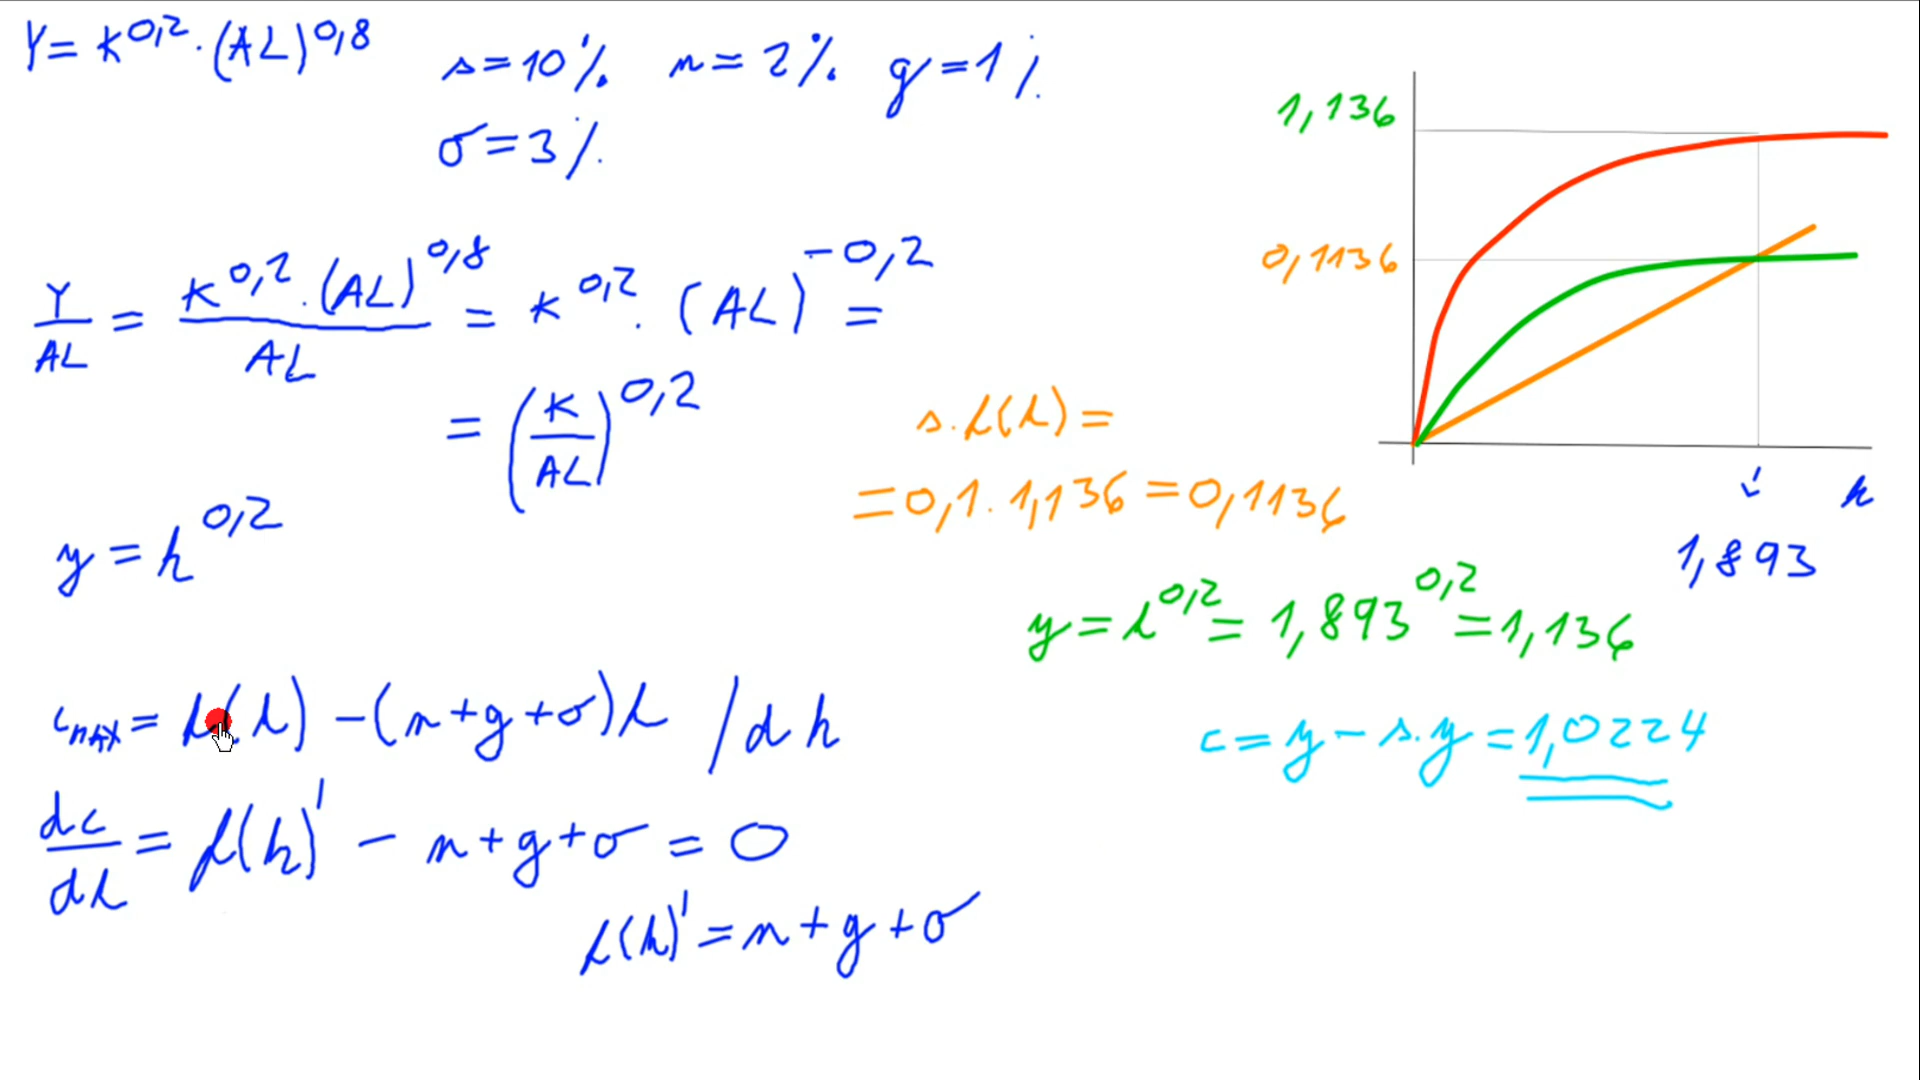 Y = K^0,2 · (AL)^0,8
s = 10 % n = 2 % g = 1 %
σ = 3 %
Y/AL = K^0,2 · (AL)^0,8 / AL = K^0,2 · (AL)^-0,2 =
= (K/AL)^0,2
y = k^0,2
c_MAX = f(k) - (n+g+σ)k / dk
dc/dk = f(k)' - n+g+σ = 0
f(k)' = n+g+σ
1,136
0,1136
k
1,893
s.f(k) =
= 0,1 . 1,136 = 0,1136
y = k^0,2 = 1,893^0,2 = 1,136
c = y - s.y = 1,0224